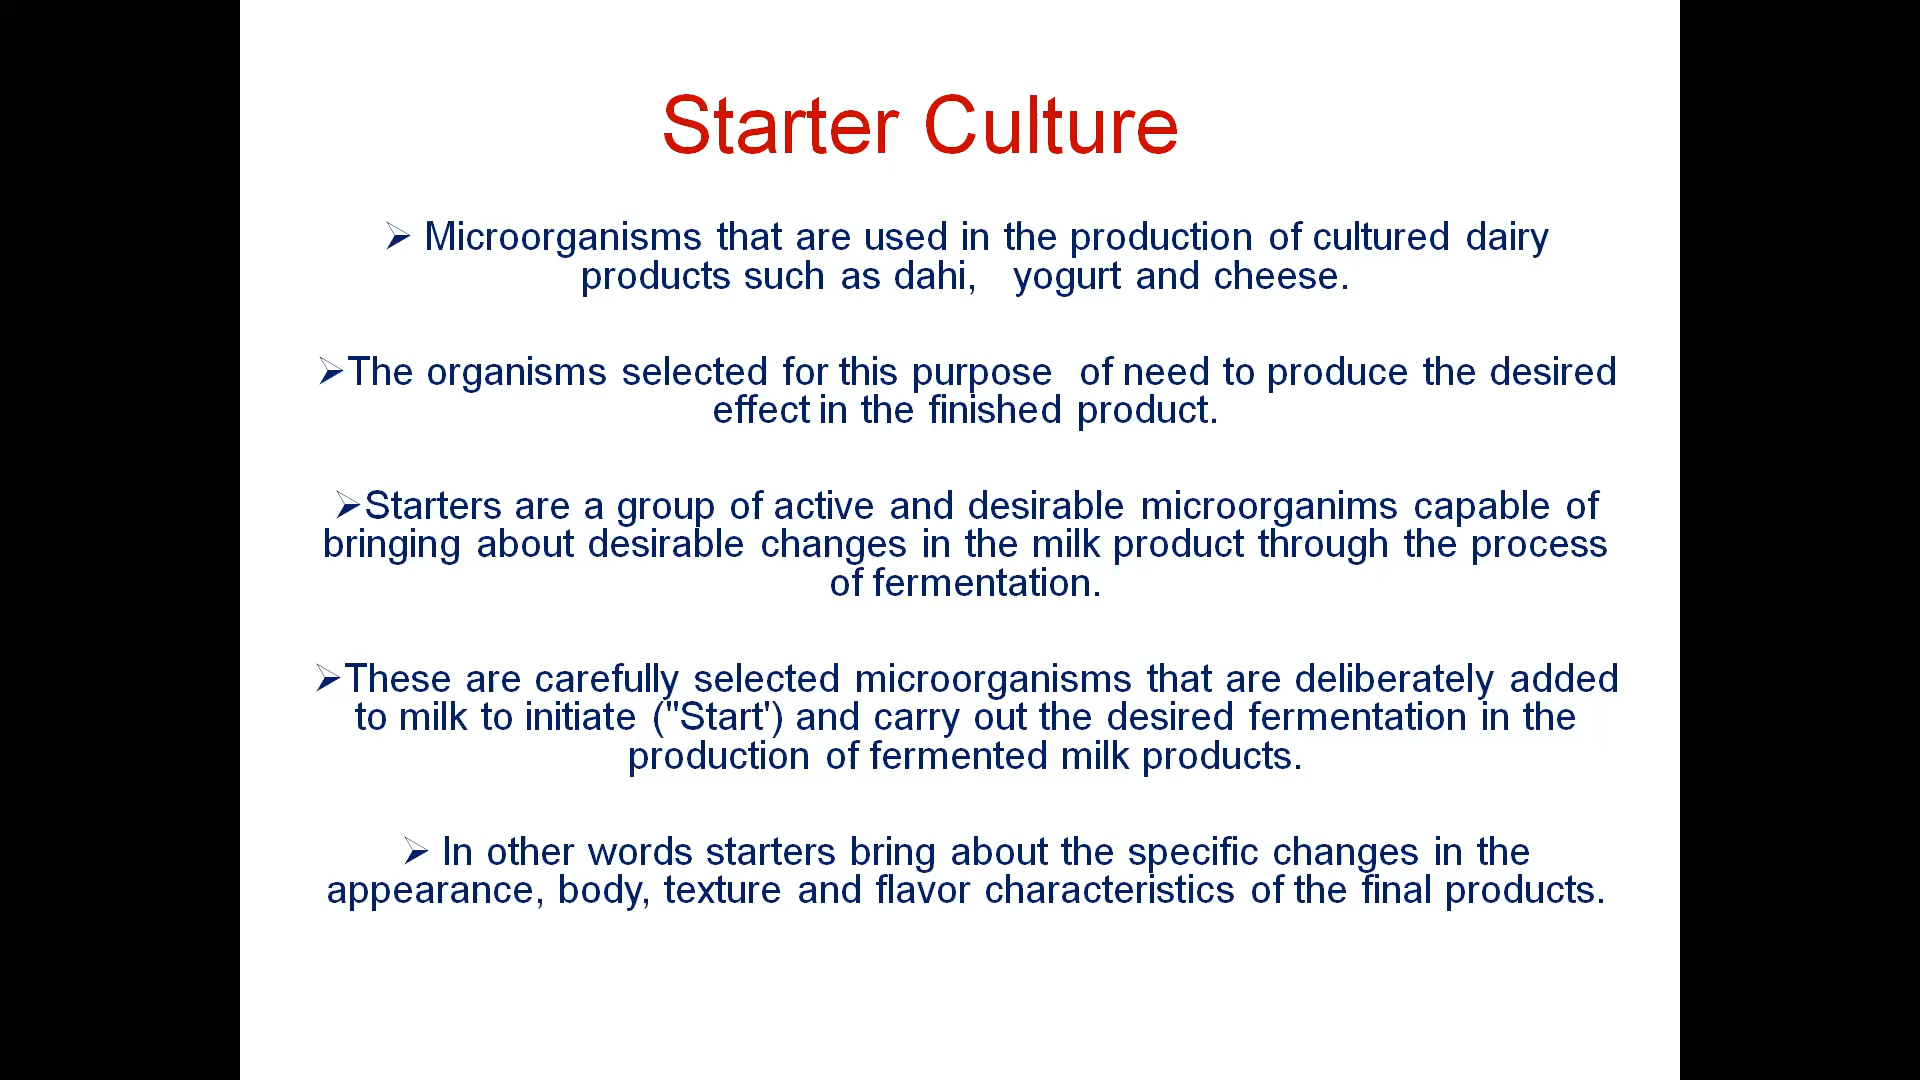 Starter Culture
➢ Microorganisms that are used in the production of cultured dairy
products such as dahi,   yogurt and cheese.
➢The organisms selected for this purpose  of need to produce the desired
effect in the finished product.
➢Starters are a group of active and desirable microorganims capable of
bringing about desirable changes in the milk product through the process
of fermentation.
➢These are carefully selected microorganisms that are deliberately added
to milk to initiate ("Start') and carry out the desired fermentation in the
production of fermented milk products.
➢ In other words starters bring about the specific changes in the
appearance, body, texture and flavor characteristics of the final products.